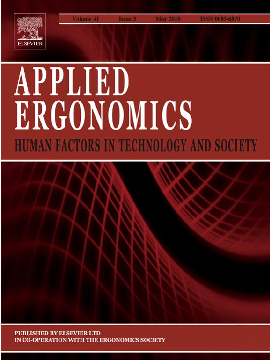 ELSEVIER
Volume 41 Issue 3 May 2010 ISSN 0003-6870
APPLIED
ERGONOMICS
HUMAN FACTORS IN TECHNOLOGY AND SOCIETY
PUBLISHED BY ELSEVIER LTD
IN CO-OPERATION WITH THE ERGONOMICS SOCIETY